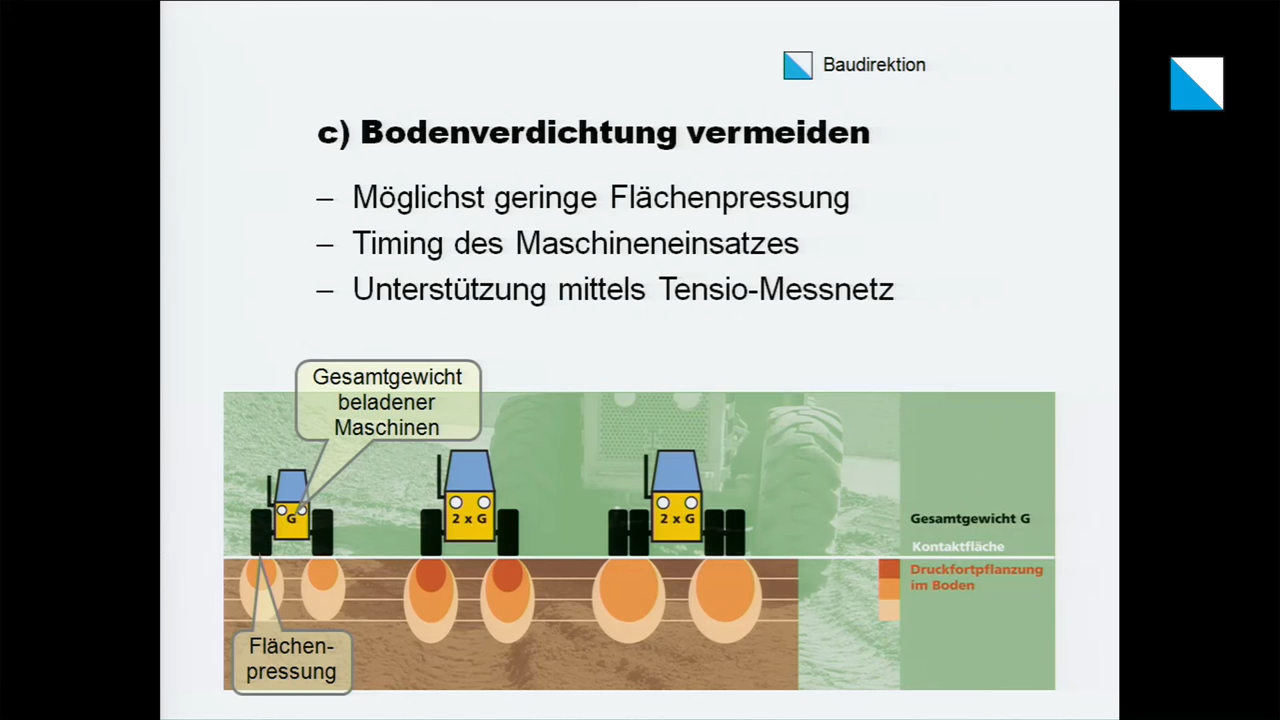 Baudirektion
c) Bodenverdichtung vermeiden
– Möglichst geringe Flächenpressung
– Timing des Maschineneinsatzes
– Unterstützung mittels Tensio-Messnetz
Gesamtgewicht
beladener
Maschinen
G
2 x G
2 x G
Gesamtgewicht G
Kontaktfläche
Druckfortpflanzung
im Boden
Flächen-
pressung